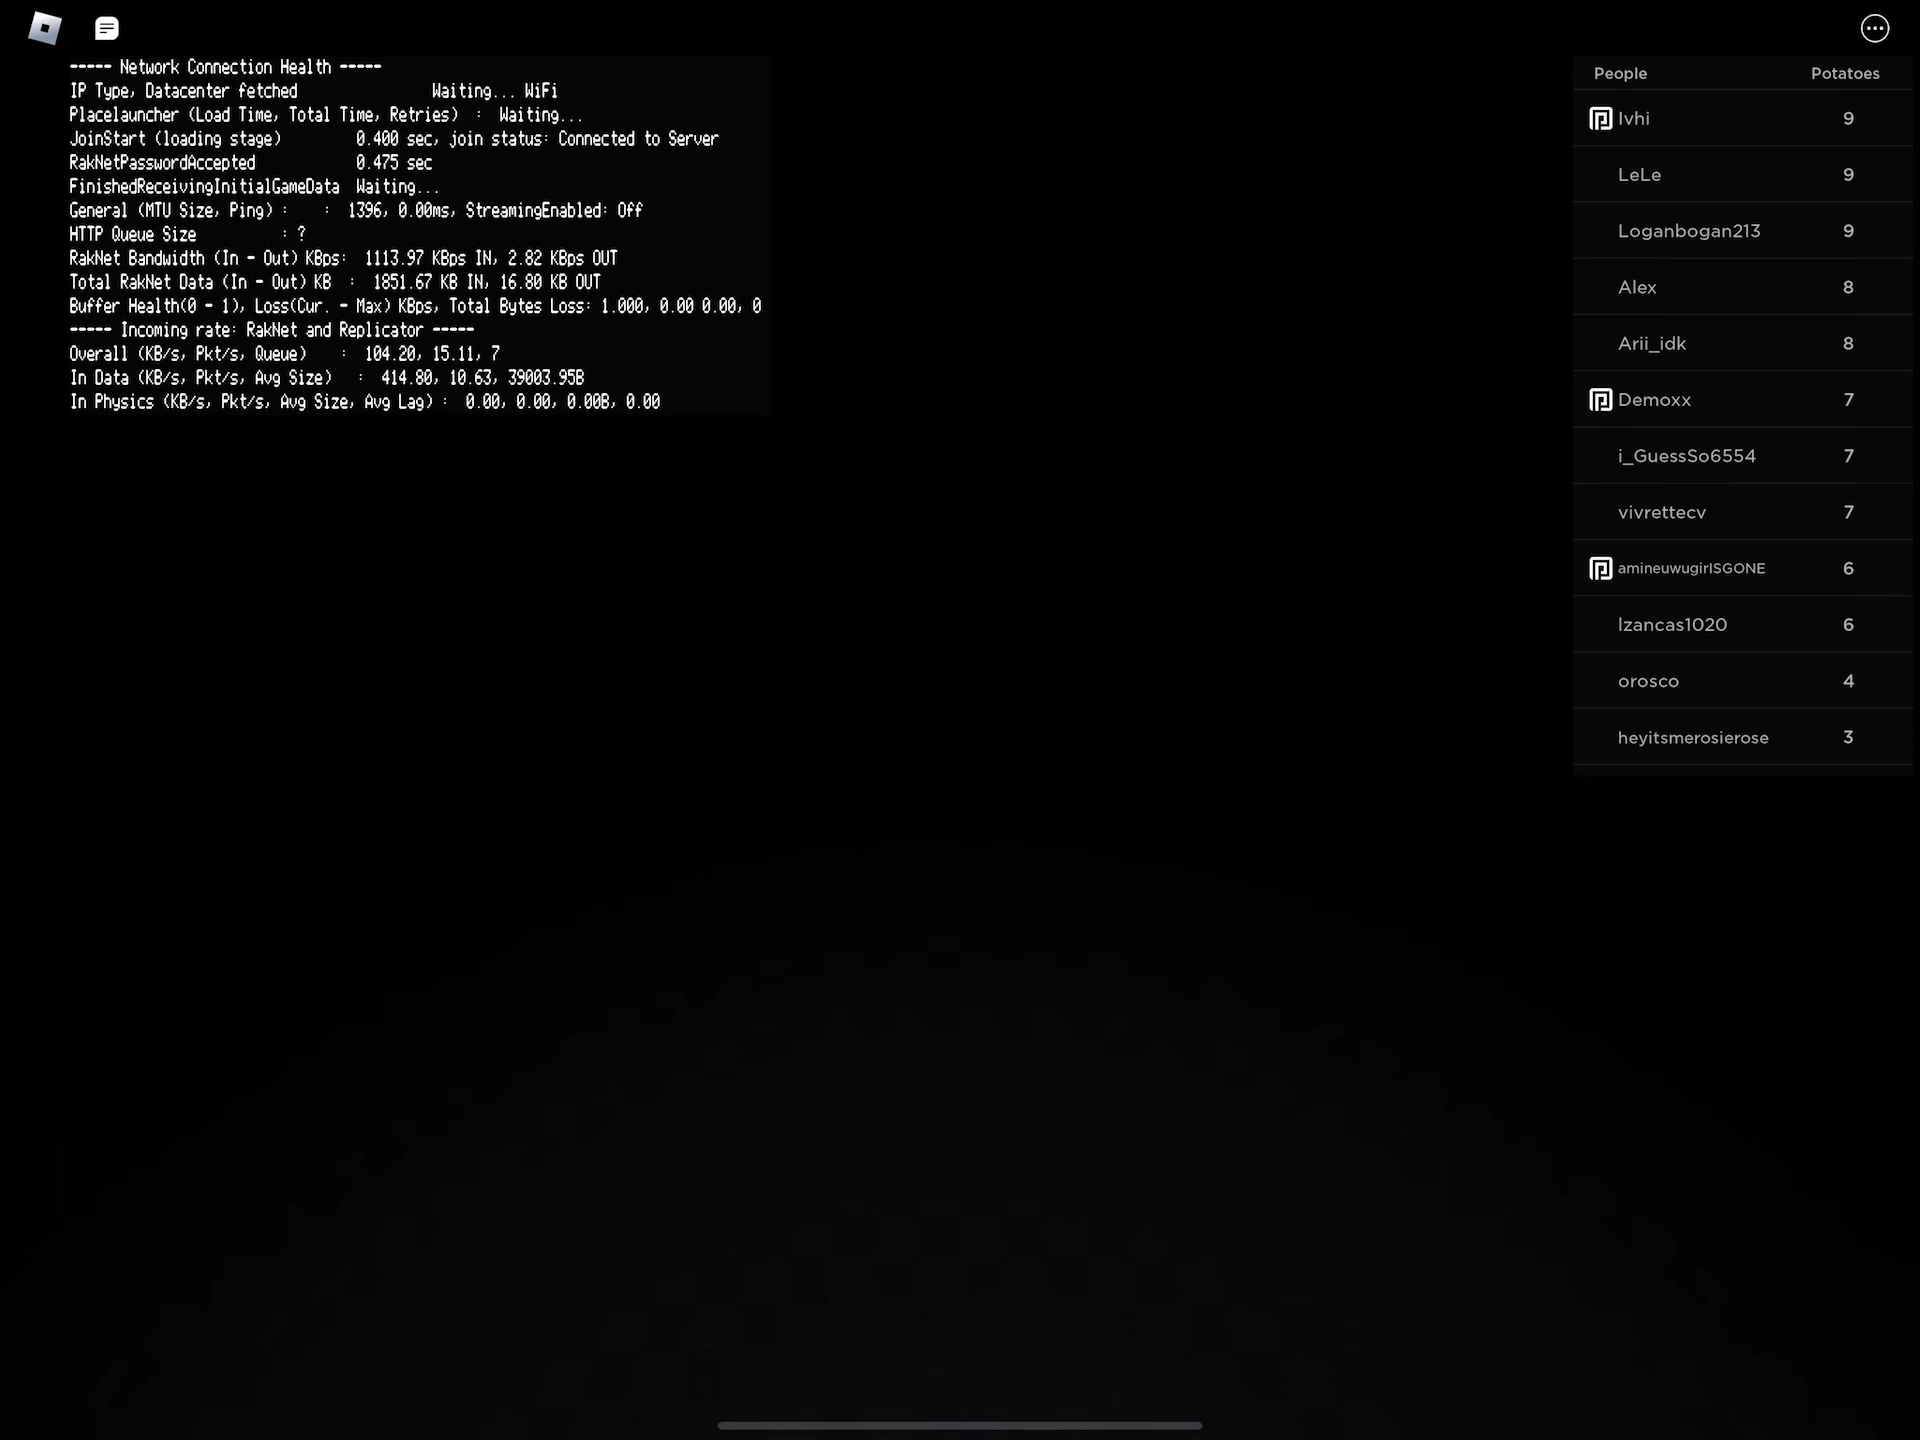 ----- Network Connection Health -----
IP Type, Datacenter fetched Waiting... WiFi
Placelauncher (Load Time, Total Time, Retries) : Waiting...
JoinStart (loading stage) 0.400 sec, join status: Connected to Server
RakNetPasswordAccepted 0.475 sec
FinishedReceivingInitialGameData Waiting...
General (MTU Size, Ping) : : 1396, 0.00ms, StreamingEnabled: Off
HTTP Queue Size : ?
RakNet Bandwidth (In - Out) KBps: 1113.97 KBps IN, 2.82 KBps OUT
Total RakNet Data (In - Out) KB : 1851.67 KB IN, 16.80 KB OUT
Buffer Health(0 - 1), Loss(Cur. - Max) KBps, Total Bytes Loss: 1.000, 0.00 0.00, 0
----- Incoming rate: RakNet and Replicator -----
Overall (KB/s, Pkt/s, Queue) : 104.20, 15.11, 7
In Data (KB/s, Pkt/s, Avg Size) : 414.80, 10.63, 39003.95B
In Physics (KB/s, Pkt/s, Avg Size, Avg Lag) : 0.00, 0.00, 0.00B, 0.00
People Potatoes
lvhi 9
LeLe 9
Loganbogan213 9
Alex 8
Arii_idk 8
Demoxx 7
i_GuessSo6554 7
vivrettecv 7
amineuwugirlSGONE 6
lzancas1020 6
orosco 4
heyitsmerosierose 3